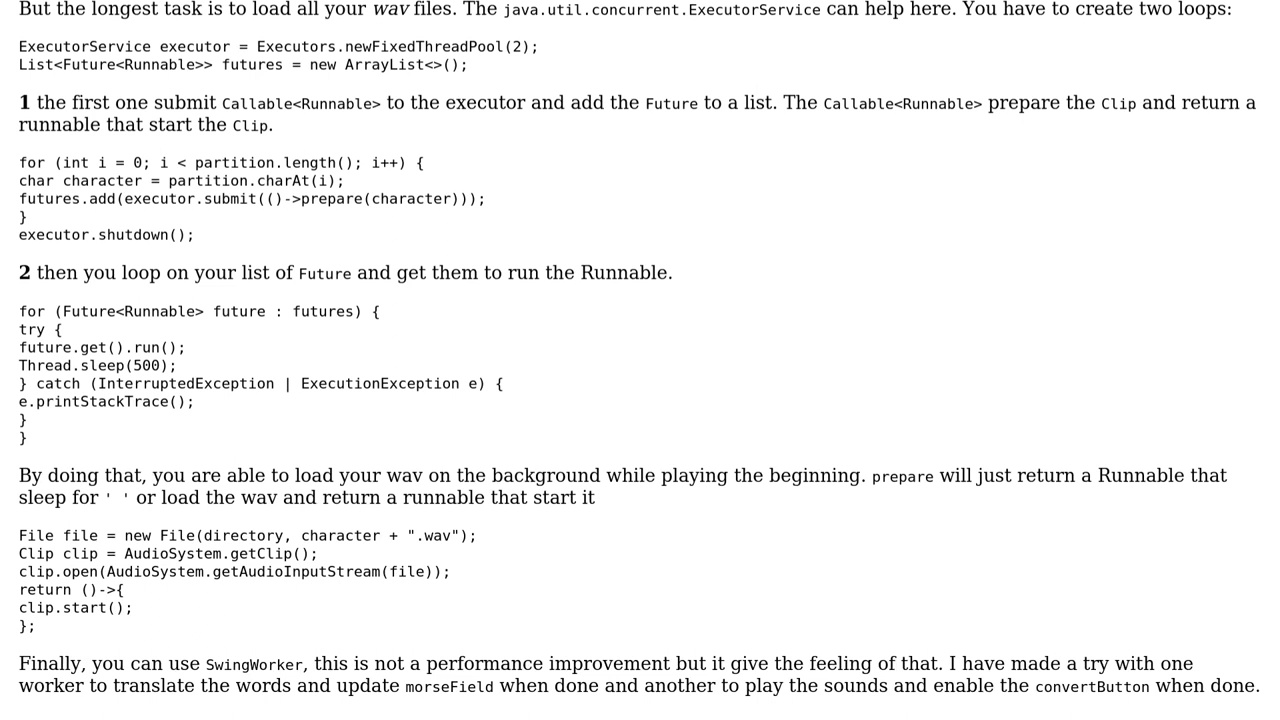 But the longest task is to load all your wav files. The java.util.concurrent.ExecutorService can help here. You have to create two loops:
ExecutorService executor = Executors.newFixedThreadPool(2);
List<Future<Runnable>> futures = new ArrayList<>();
1 the first one submit Callable<Runnable> to the executor and add the Future to a list. The Callable<Runnable> prepare the Clip and return a
runnable that start the Clip.
for (int i = 0; i < partition.length(); i++) {
char character = partition.charAt(i);
futures.add(executor.submit(()->prepare(character)));
}
executor.shutdown();
2 then you loop on your list of Future and get them to run the Runnable.
for (Future<Runnable> future : futures) {
try {
future.get().run();
Thread.sleep(500);
} catch (InterruptedException | ExecutionException e) {
e.printStackTrace();
}
}
By doing that, you are able to load your wav on the background while playing the beginning. prepare will just return a Runnable that
sleep for ' ' or load the wav and return a runnable that start it
File file = new File(directory, character + ".wav");
Clip clip = AudioSystem.getClip();
clip.open(AudioSystem.getAudioInputStream(file));
return ()->{
clip.start();
};
Finally, you can use SwingWorker, this is not a performance improvement but it give the feeling of that. I have made a try with one
worker to translate the words and update morseField when done and another to play the sounds and enable the convertButton when done.